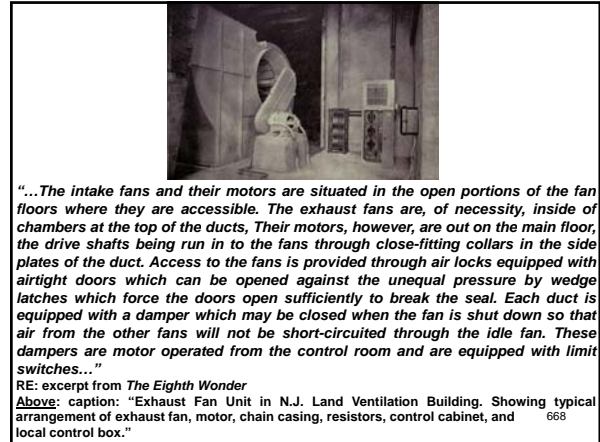 “…The intake fans and their motors are situated in the open portions of the fan
floors where they are accessible. The exhaust fans are, of necessity, inside of
chambers at the top of the ducts, Their motors, however, are out on the main floor,
the drive shafts being run in to the fans through close-fitting collars in the side
plates of the duct. Access to the fans is provided through air locks equipped with
airtight doors which can be opened against the unequal pressure by wedge
latches which force the doors open sufficiently to break the seal. Each duct is
equipped with a damper which may be closed when the fan is shut down so that
air from the other fans will not be short-circuited through the idle fan. These
dampers are motor operated from the control room and are equipped with limit
switches…”
RE: excerpt from The Eighth Wonder
Above: caption: “Exhaust Fan Unit in N.J. Land Ventilation Building. Showing typical
arrangement of exhaust fan, motor, chain casing, resistors, control cabinet, and
local control box.”
668